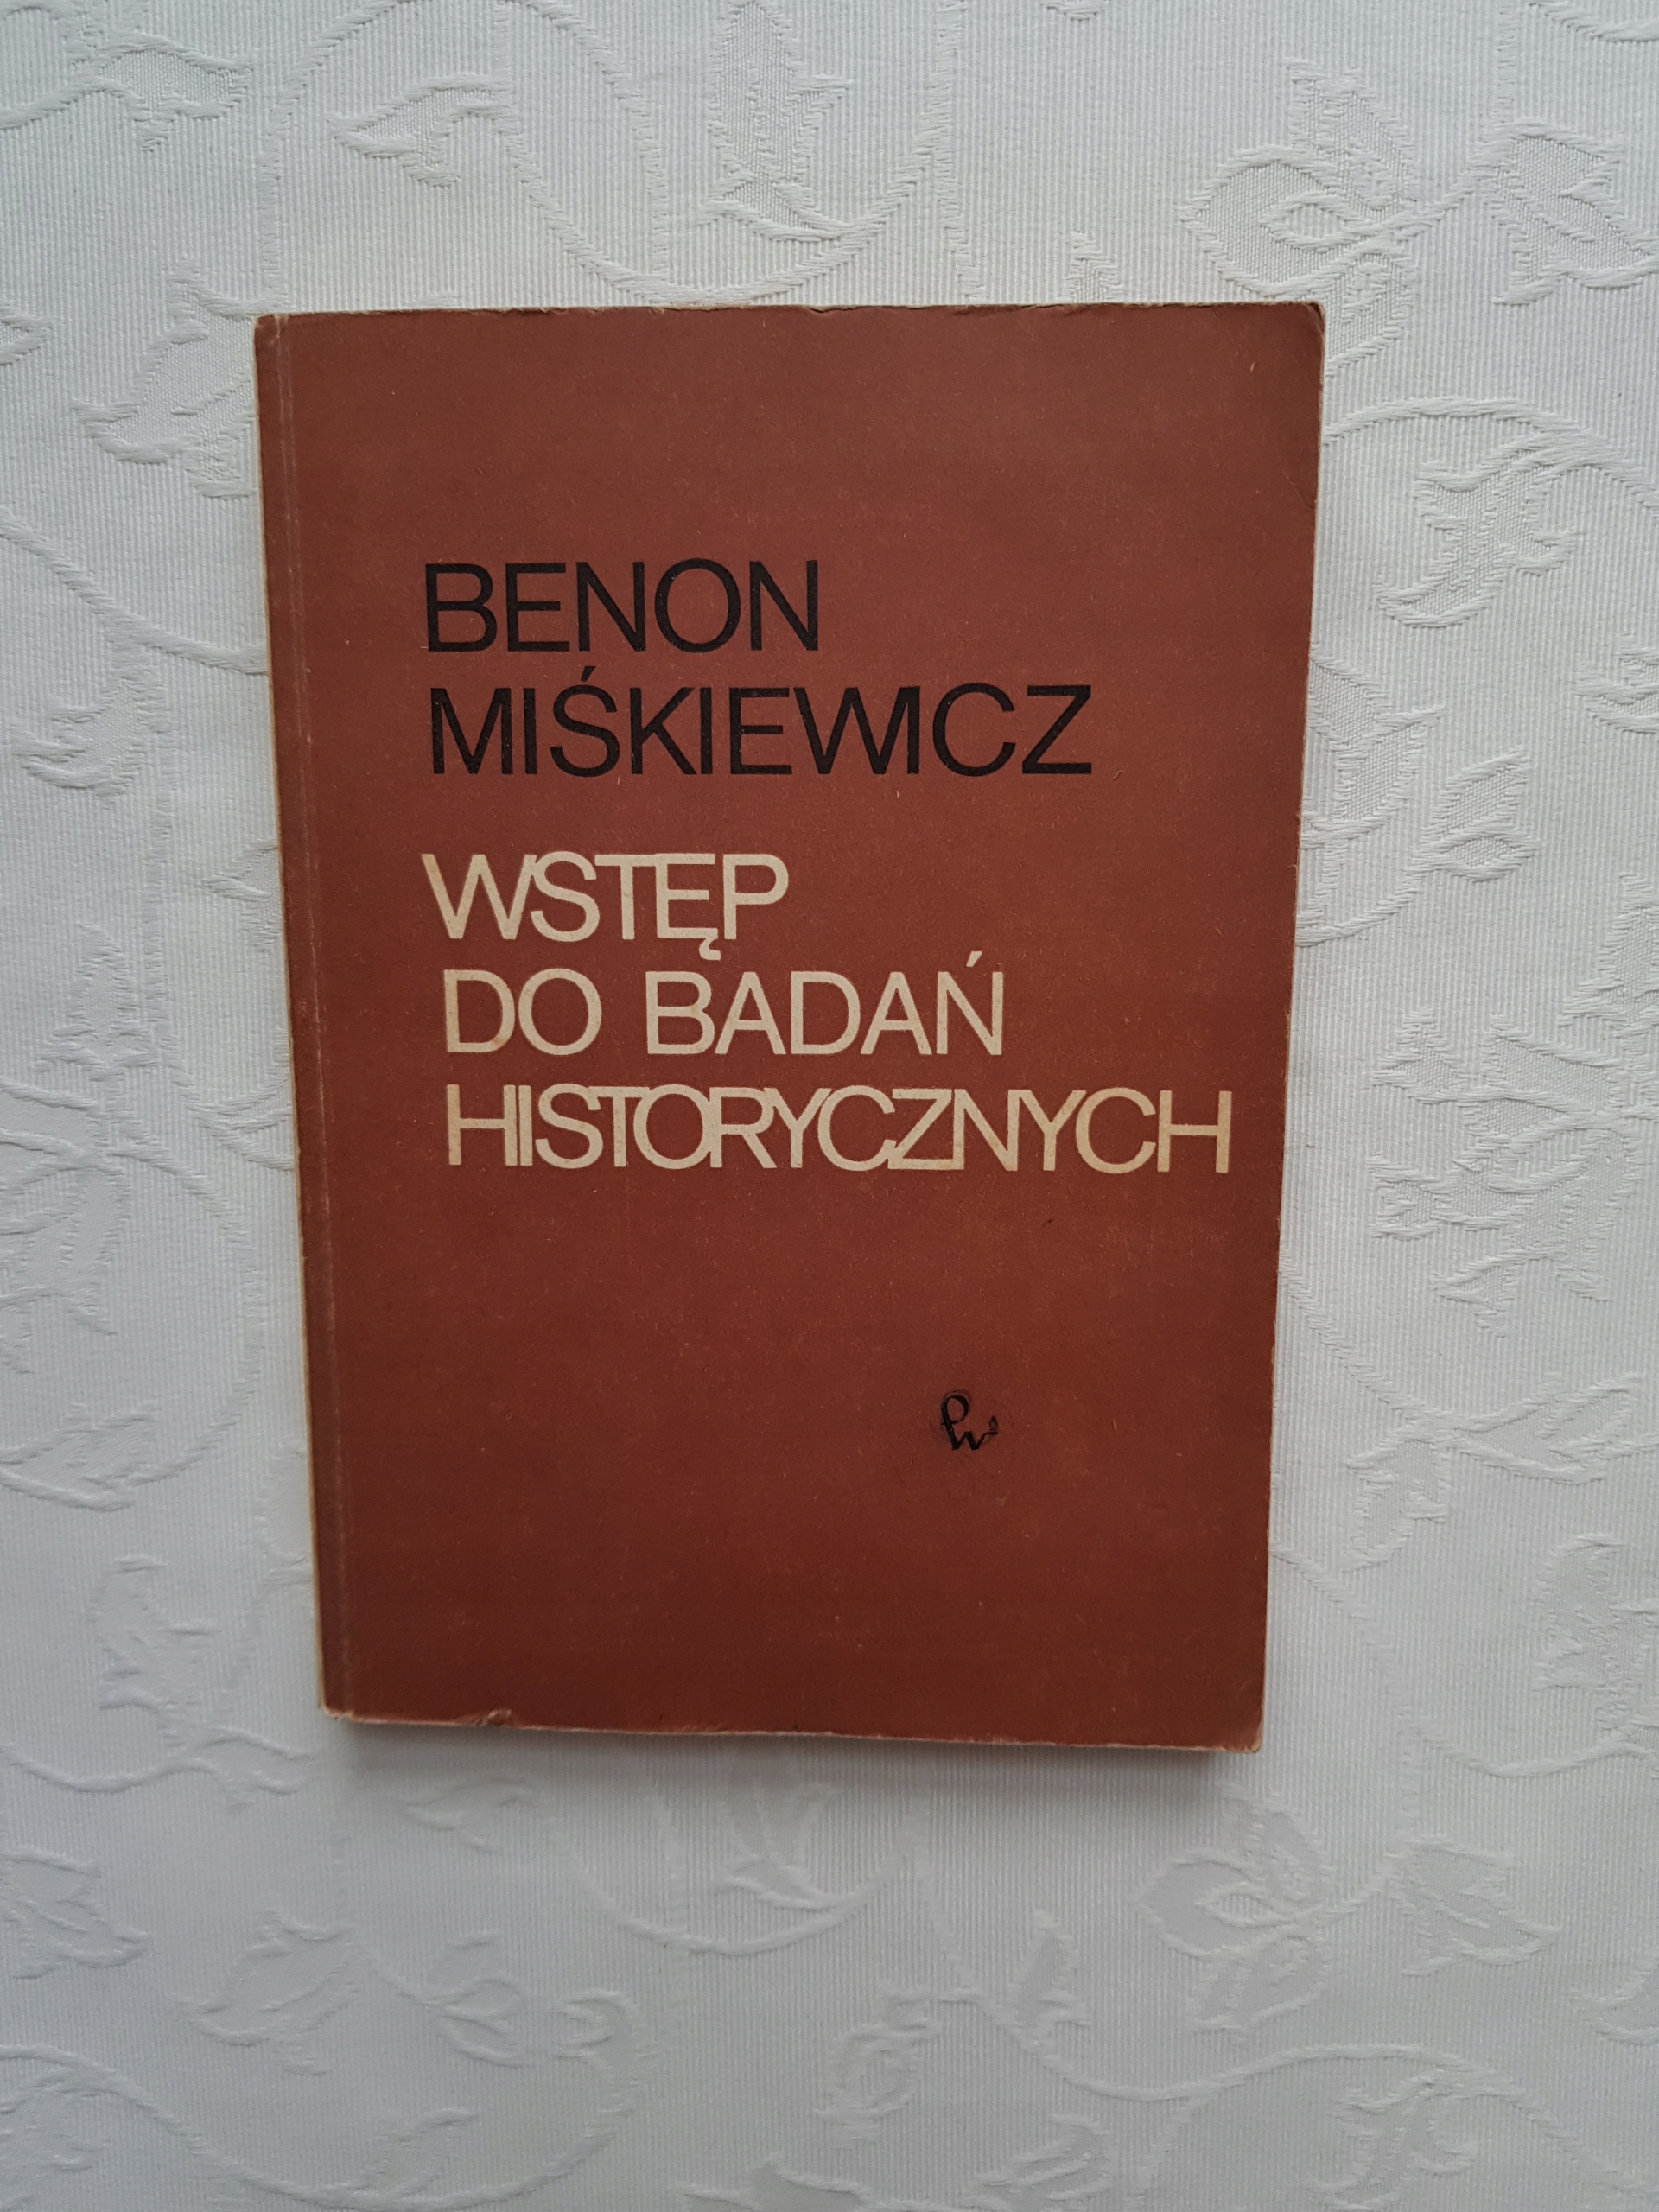 BENON
MIŚKIEWICZ
WSTĘP
DO BADAŃ
HISTORYCZNYCH